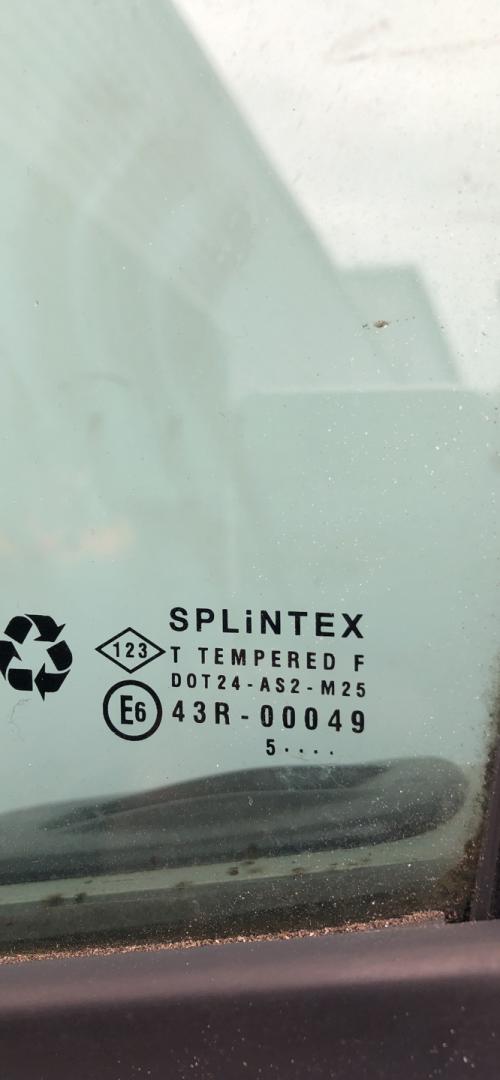 SPLiNTEX
123 T TEMPERED F
DOT24-AS2-M25
E6 43R-00049
5····